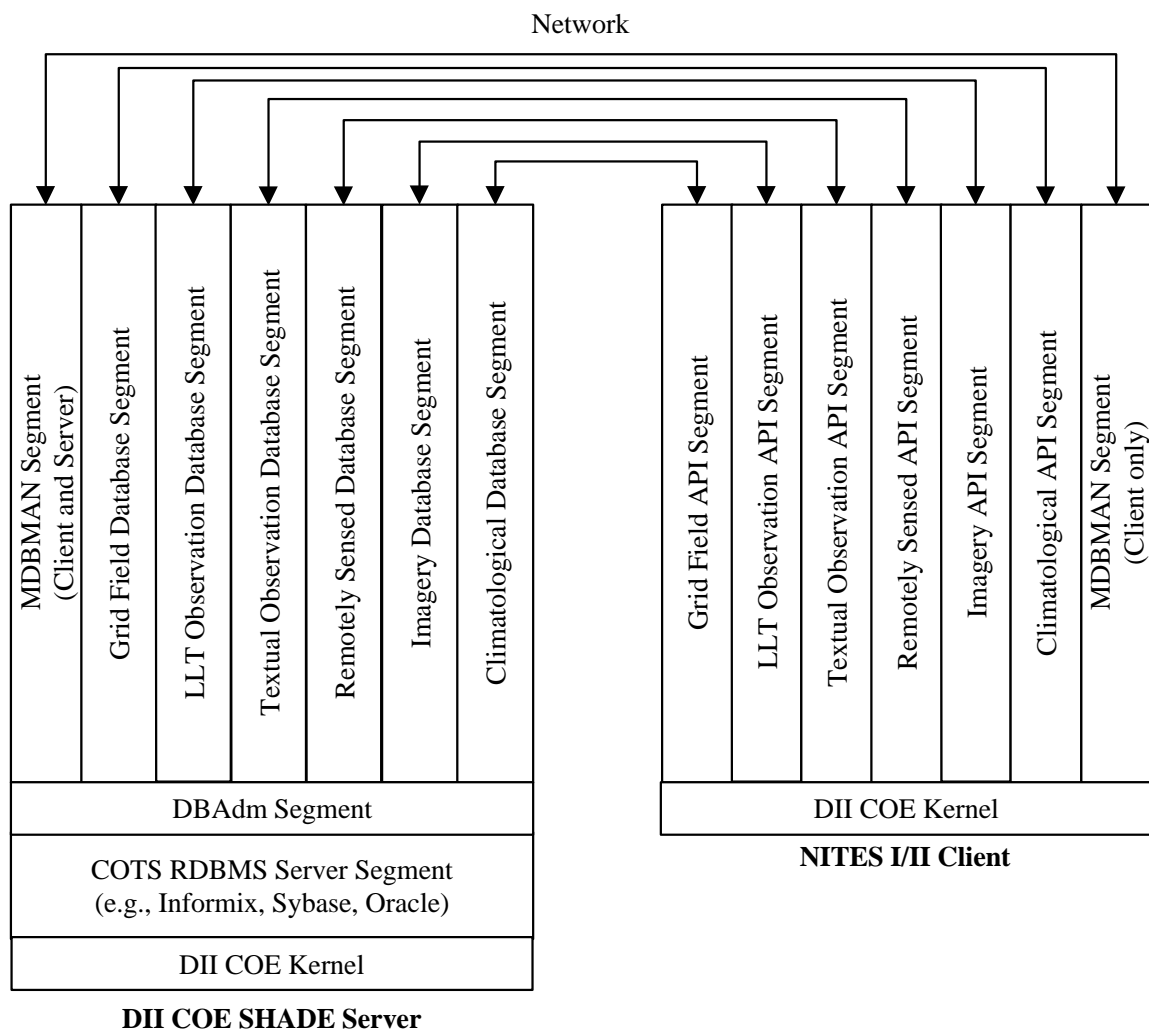 Network
MDBMAN Segment
(Client and Server)
Grid Field Database Segment
LLT Observation Database Segment
Textual Observation Database Segment
Remotely Sensed Database Segment
Imagery Database Segment
Climatological Database Segment
DBAdm Segment
COTS RDBMS Server Segment
(e.g., Informix, Sybase, Oracle)
DII COE Kernel
DII COE SHADE Server
Grid Field API Segment
LLT Observation API Segment
Textual Observation API Segment
Remotely Sensed API Segment
Imagery API Segment
Climatological API Segment
MDBMAN Segment
(Client only)
DII COE Kernel
NITES I/II Client